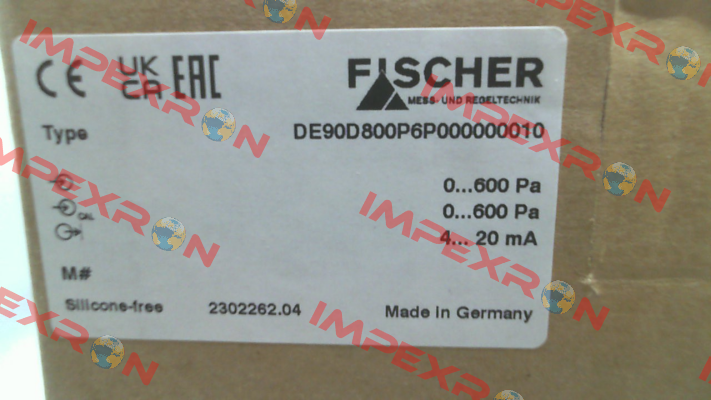 CE UK CA EAC FISCHER
MESS- UND REGELTECHNIK
Type DE90D800P6P000000010
0...600 Pa
CAL 0...600 Pa
4... 20 mA
M#
Silicone-free 2302262.04 Made in Germany
IMPEXRON